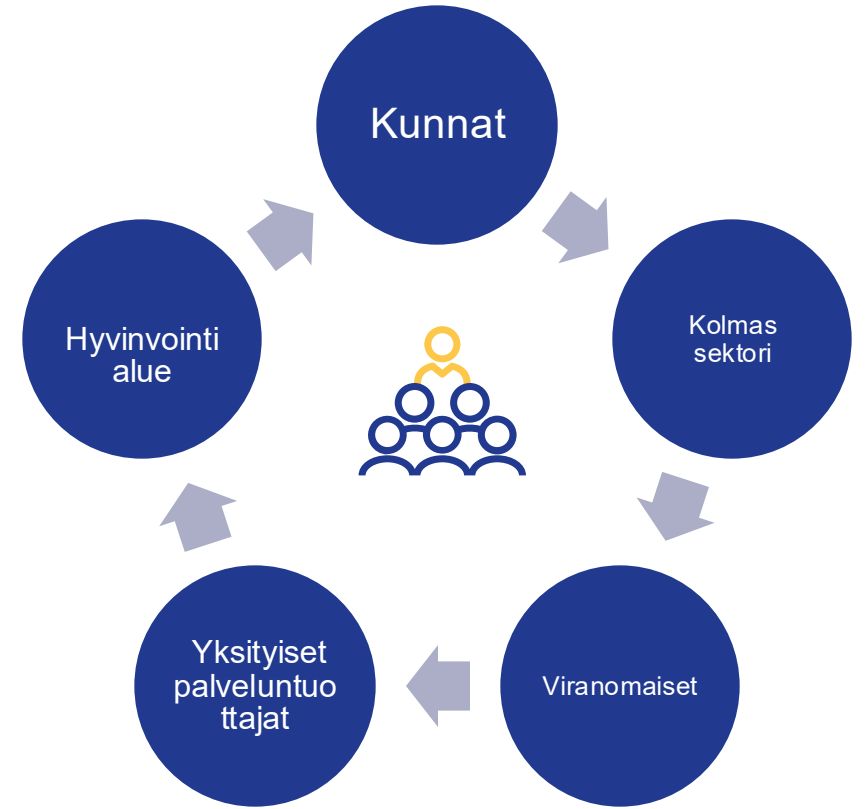 Kunnat
Kolmas
sektori
Viranomaiset
Yksityiset
palveluntuo
ttajat
Hyvinvointi
alue